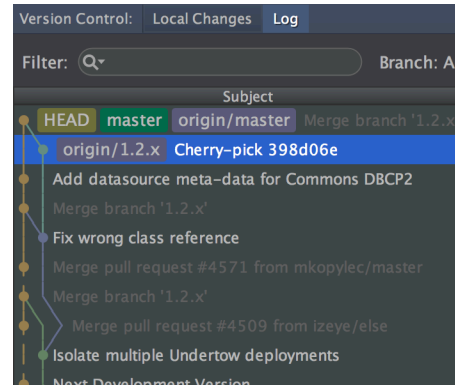 Version Control: Local Changes Log
Filter: Branch: A
Subject
HEAD master origin/master Merge branch '1.2.x
origin/1.2.x Cherry-pick 398d06e
Add datasource meta-data for Commons DBCP2
Merge branch '1.2.x'
Fix wrong class reference
Merge pull request #4571 from mkopylec/master
Merge branch '1.2.x'
Merge pull request #4509 from izeye/else
Isolate multiple Undertow deployments
Next Development Version